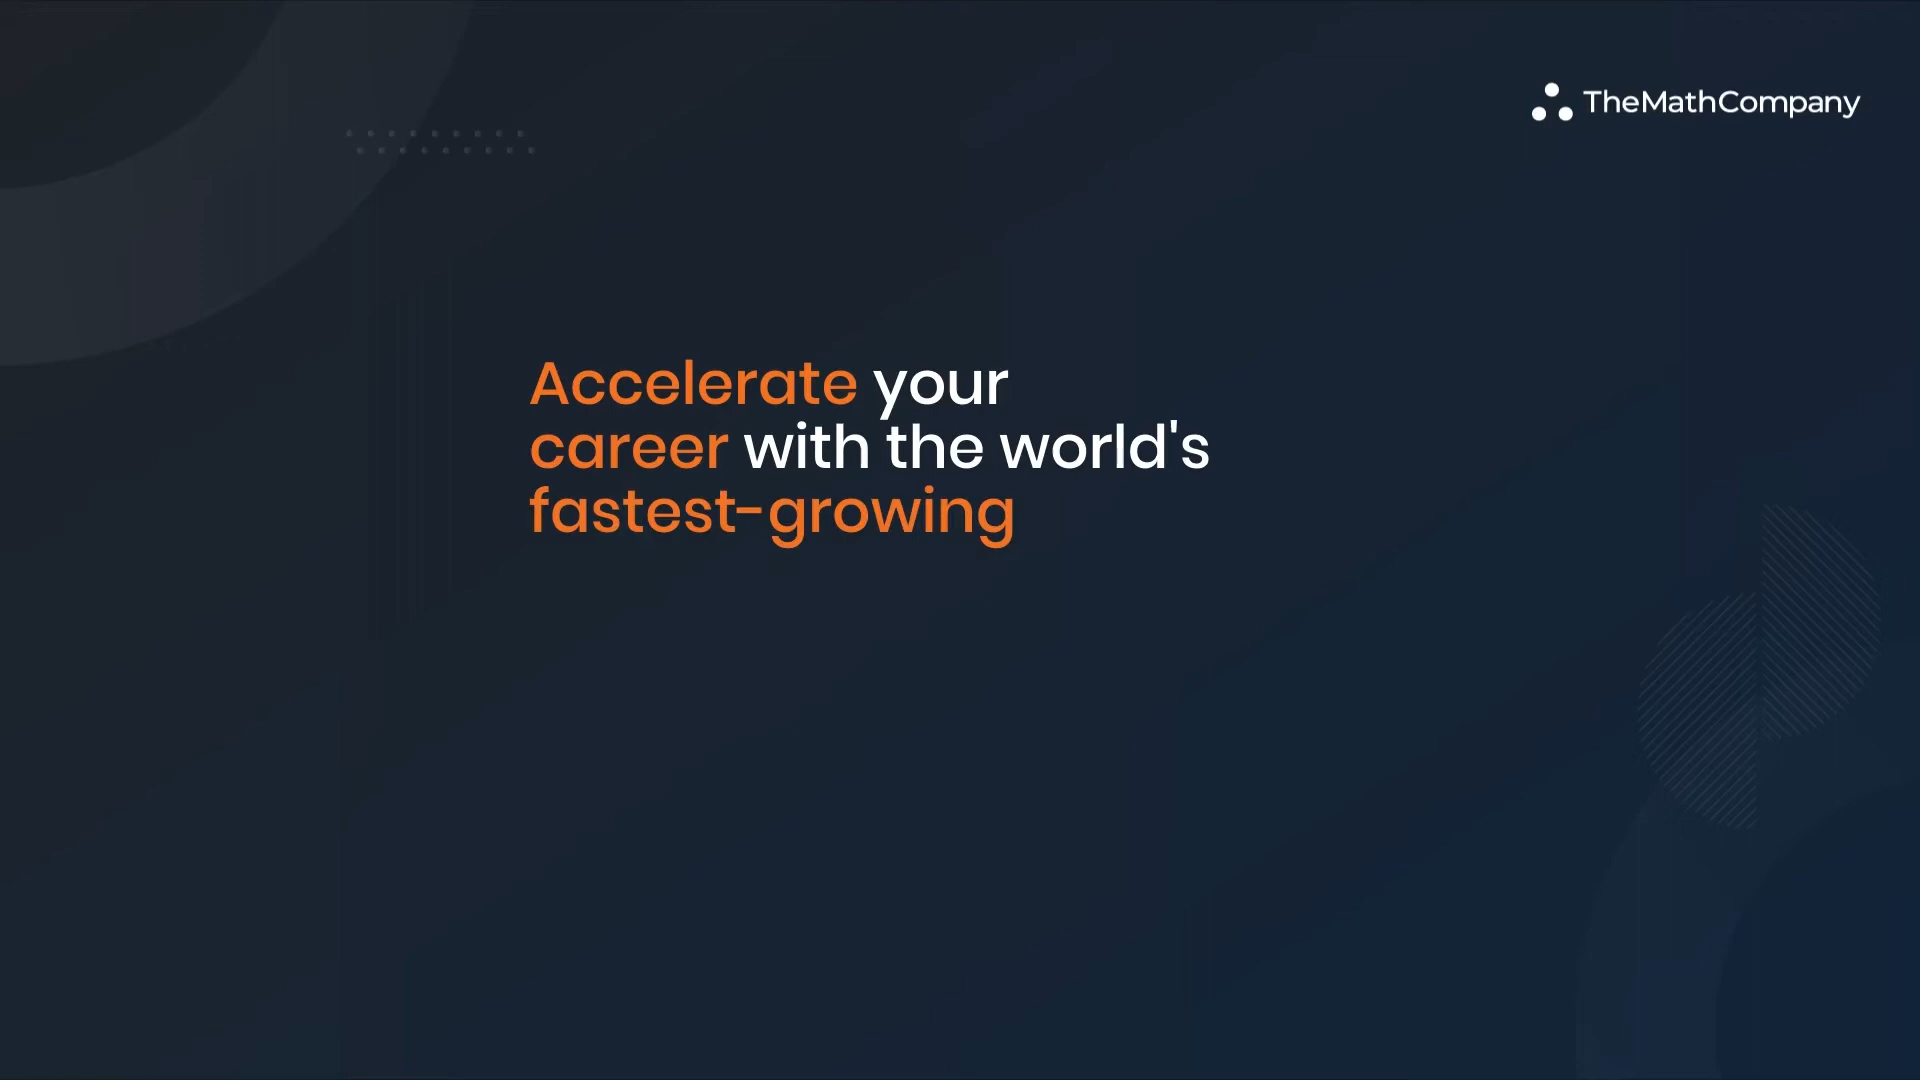 TheMathCompany
Accelerate your
career with the world's
fastest-growing